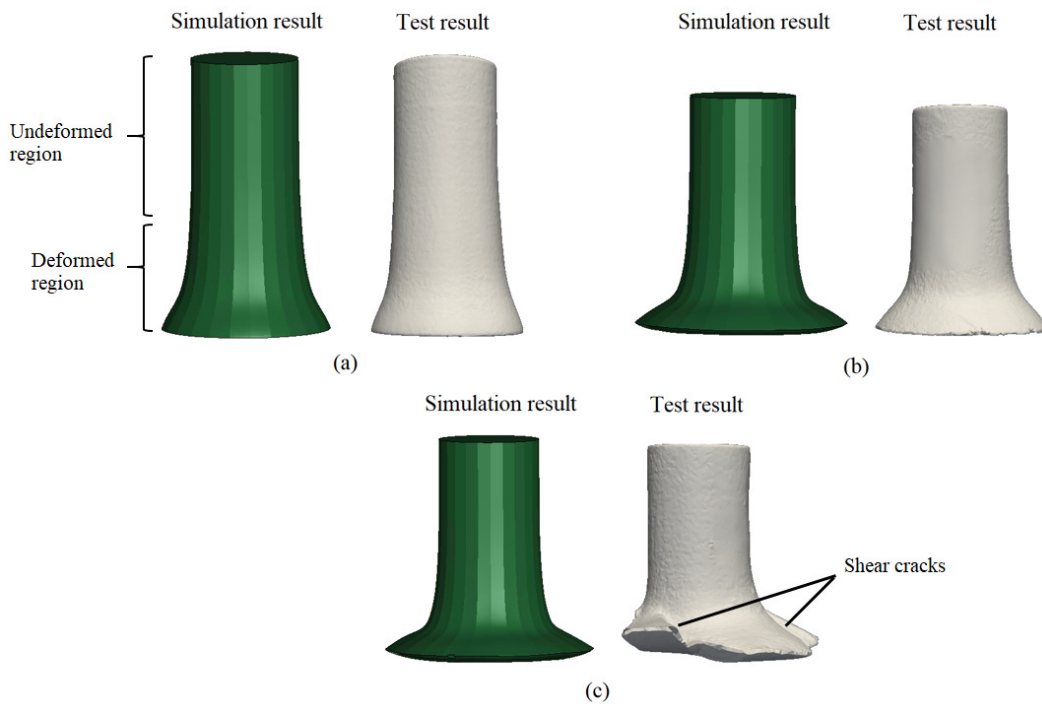 Simulation result
Test result
Simulation result
Test result
Undeformed
region
Deformed
region
(a)
(b)
Simulation result
Test result
Shear cracks
(c)